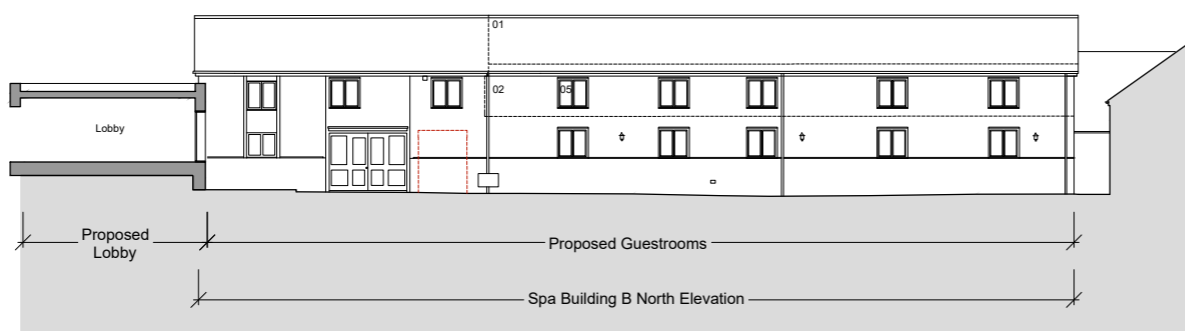 01
02
05
Lobby
Proposed
Lobby
Proposed Guestrooms
Spa Building B North Elevation